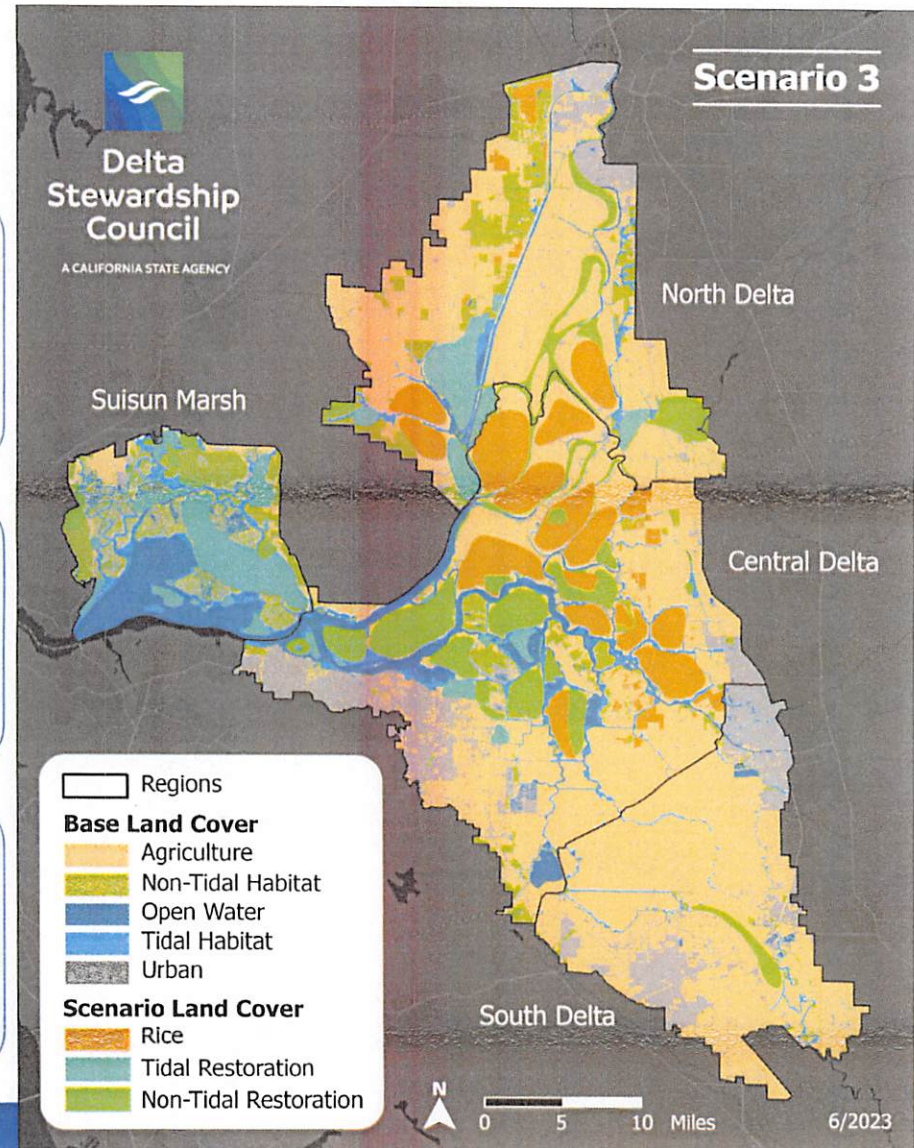 Scenario 3
Delta
Stewardship
Council
A CALIFORNIA STATE AGENCY
North Delta
Suisun Marsh
Central Delta
Regions
Base Land Cover
Agriculture
Non-Tidal Habitat
Open Water
Tidal Habitat
Urban
Scenario Land Cover
Rice
Tidal Restoration
Non-Tidal Restoration
South Delta
N
0 5 10 Miles
6/2023